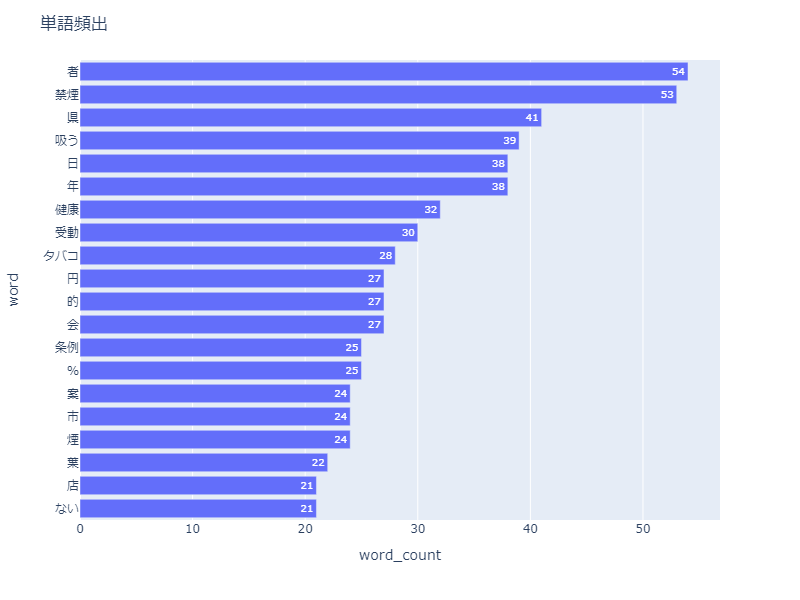 単語頻出
者 54
禁煙 53
県 41
吸う 39
日 38
年 38
健康 32
受動 30
タバコ 28
円 27
的 27
会 27
条例 25
% 25
案 24
市 24
煙 24
葉 22
店 21
ない 21
0 10 20 30 40 50
word_count
word